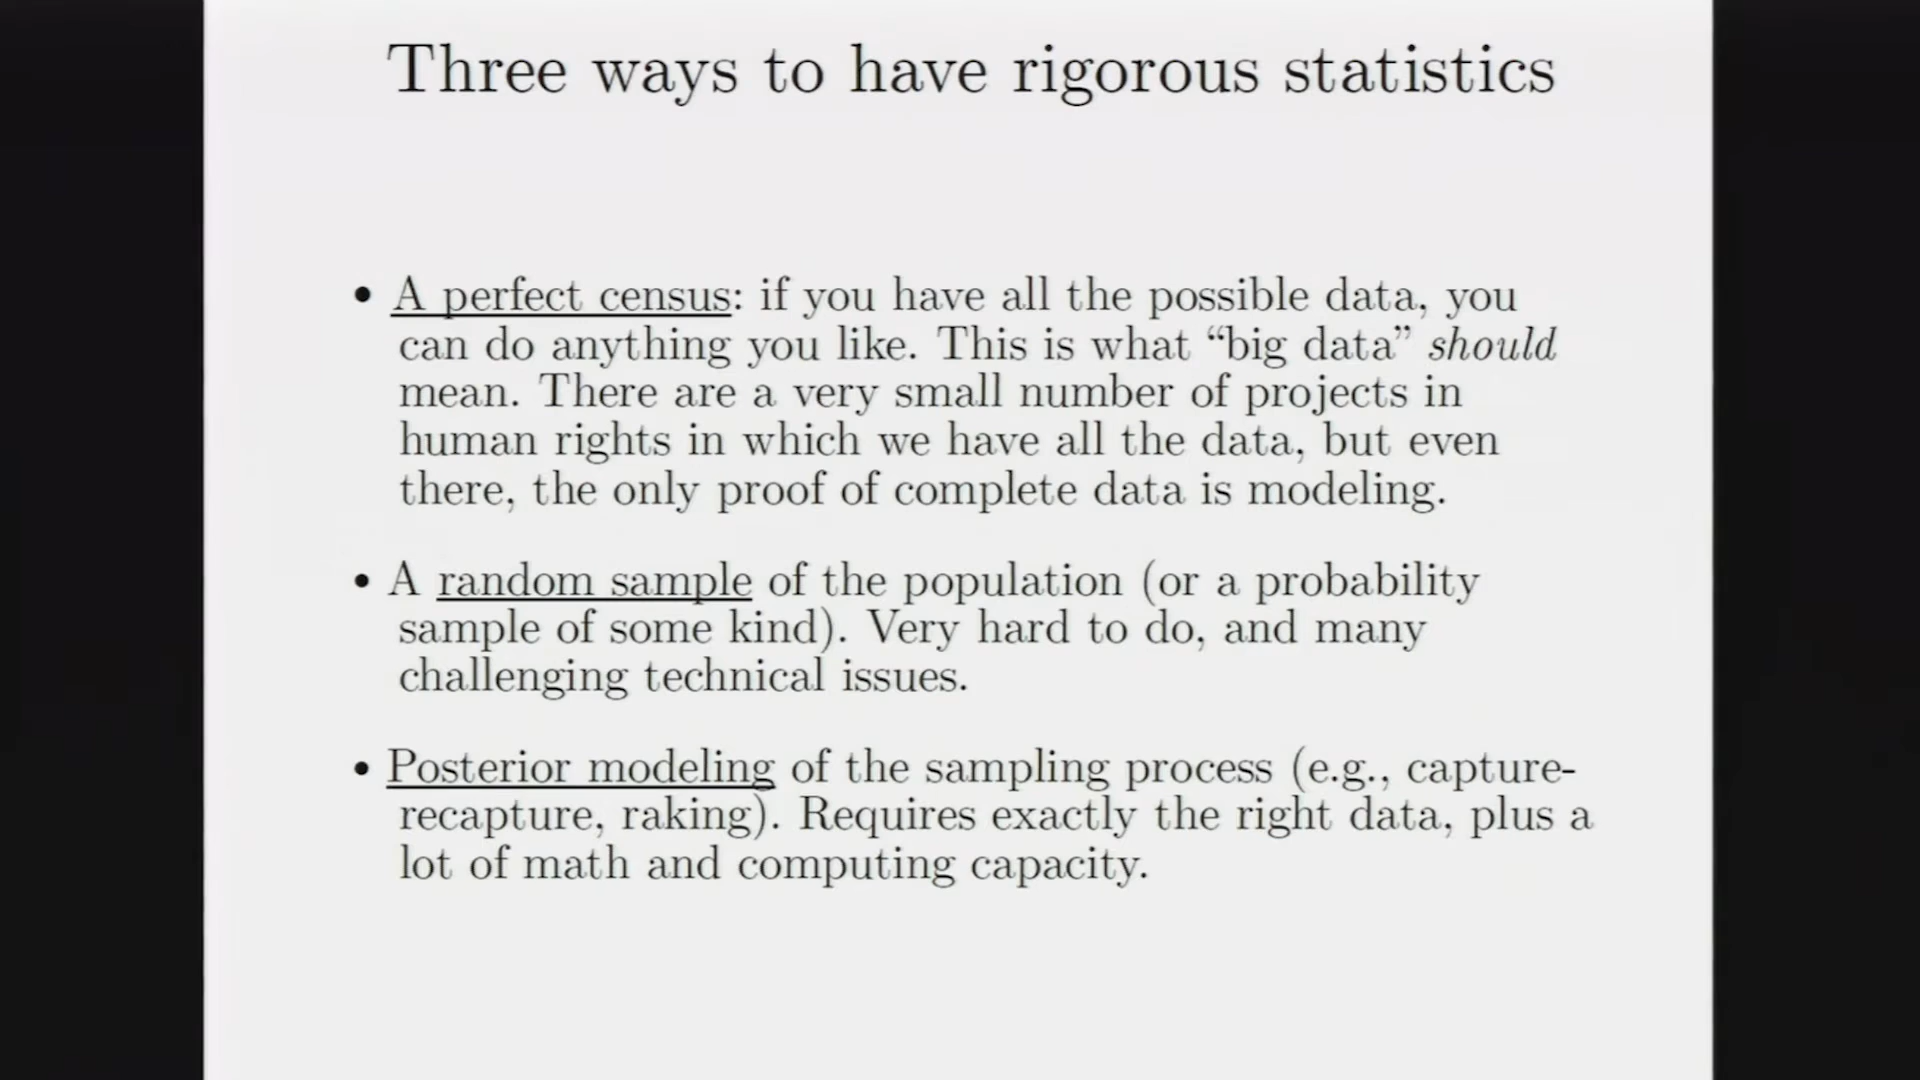 Three ways to have rigorous statistics
• A perfect census: if you have all the possible data, you
can do anything you like. This is what “big data” should
mean. There are a very small number of projects in
human rights in which we have all the data, but even
there, the only proof of complete data is modeling.
• A random sample of the population (or a probability
sample of some kind). Very hard to do, and many
challenging technical issues.
• Posterior modeling of the sampling process (e.g., capture-
recapture, raking). Requires exactly the right data, plus a
lot of math and computing capacity.